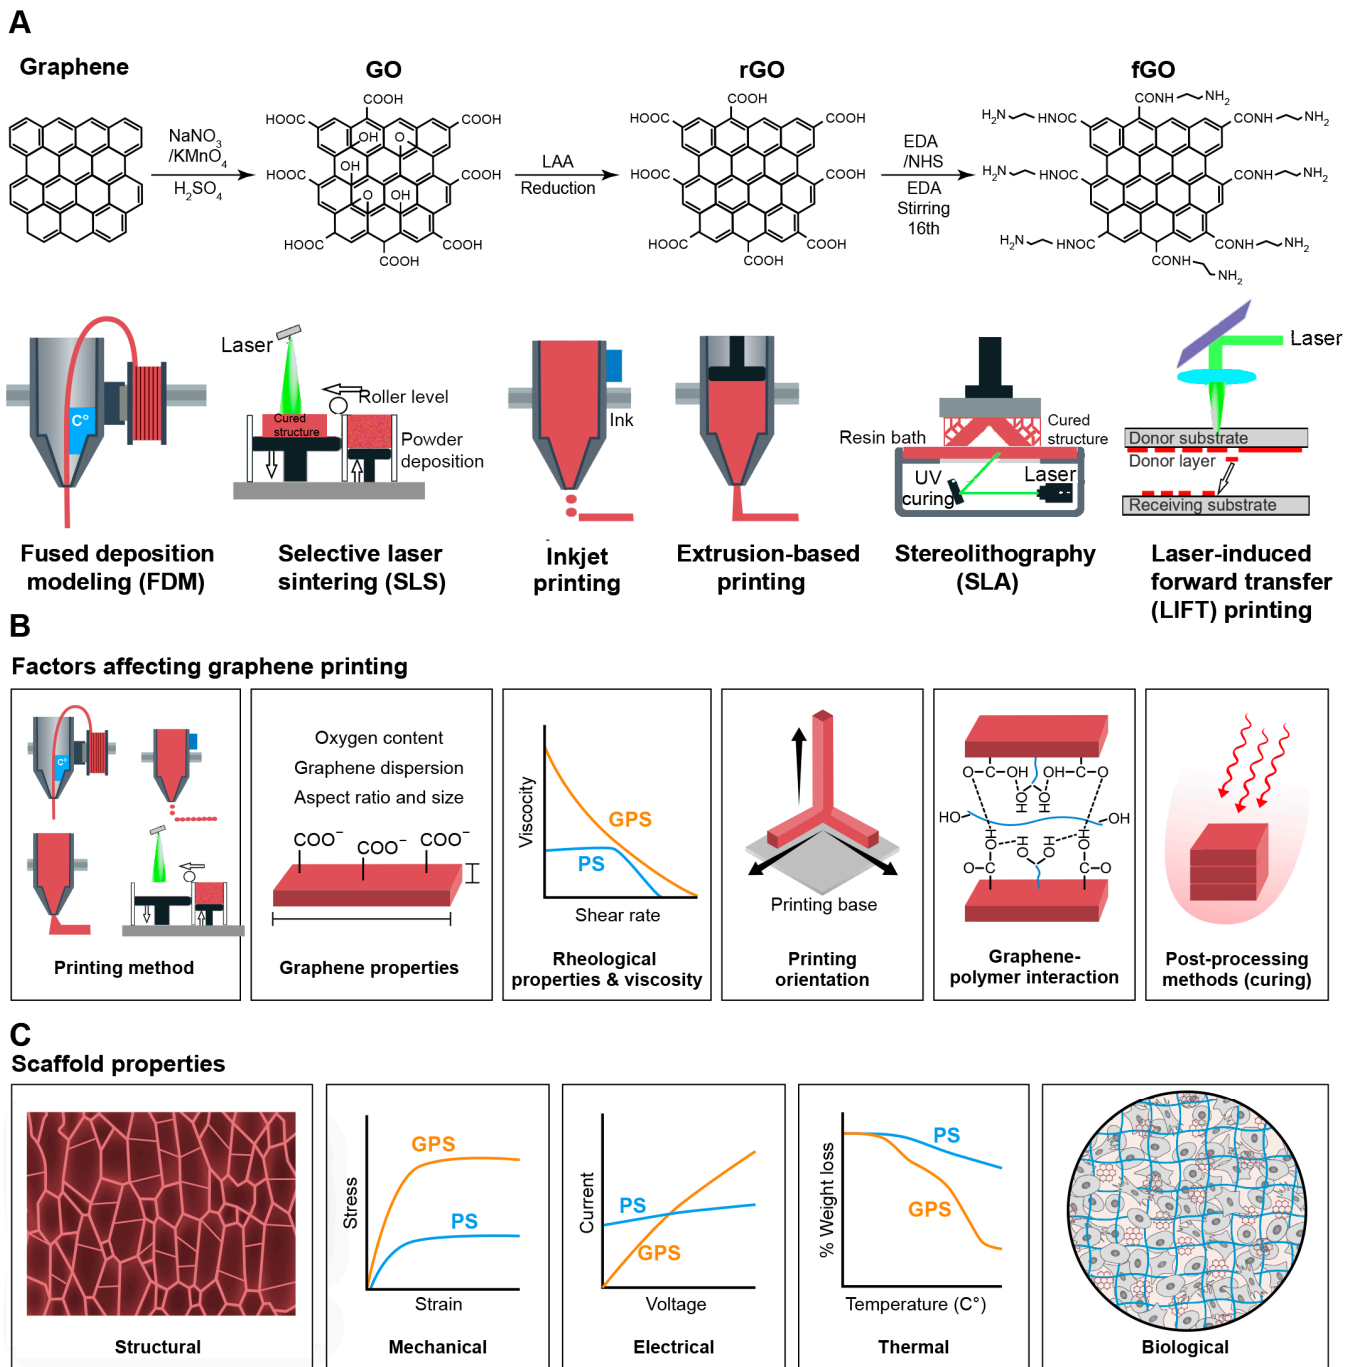 A
Graphene
GO
rGO
fGO
NaNO3
/KMnO4
H2SO4
COOH
HOOC
COOH
OH
O
OH
HOOC
COOH
O
OH
HOOC
COOH
COOH
LAA
Reduction
COOH
HOOC
COOH
HOOC
COOH
HOOC
COOH
COOH
EDA
/NHS
EDA
Stirring
16th
CONH
NH2
H2N
HNOC
CONH
NH2
H2N
HNOC
CONH
NH2
H2N
HNOC
CONH
NH2
CONH
NH2
C°
Laser
Roller level
Cured
structure
Powder
deposition
Ink
Resin bath
Cured
structure
UV
curing
Laser
Laser
Donor substrate
Donor layer
Receiving substrate
Fused deposition
modeling (FDM)
Selective laser
sintering (SLS)
Inkjet
printing
Extrusion-based
printing
Stereolithography
(SLA)
Laser-induced
forward transfer
(LIFT) printing
B
Factors affecting graphene printing
C°
Printing method
Oxygen content
Graphene dispersion
Aspect ratio and size
COO−
COO−
COO−
Graphene properties
Viscocity
GPS
PS
Shear rate
Rheological
properties & viscosity
Printing base
Printing
orientation
O
C
OH
OH
C
O
HO
HO
HO
OH
HO
HO
OH
OH
O
C
C
O
Graphene-
polymer interaction
Post-processing
methods (curing)
C
Scaffold properties
Structural
Stress
GPS
PS
Strain
Mechanical
Current
PS
GPS
Voltage
Electrical
% Weight loss
PS
GPS
Temperature (C°)
Thermal
Biological